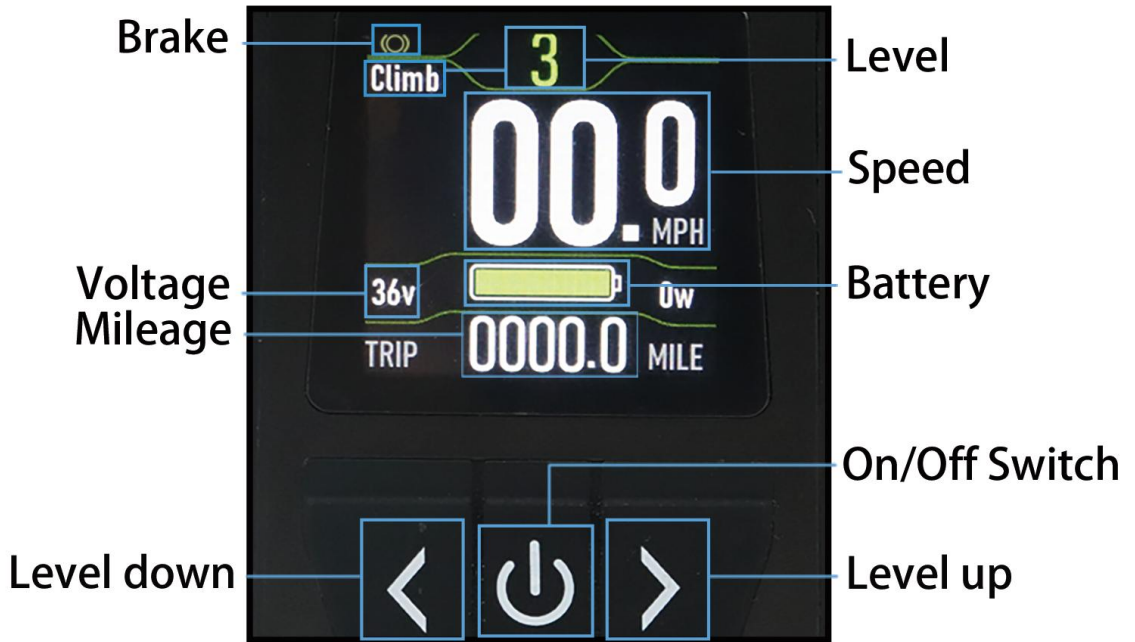 Brake
Climb
3
Level
00.0
MPH
Speed
Voltage
36v
0w
Battery
Mileage
TRIP
0000.0
MILE
On/Off Switch
Level down
Level up